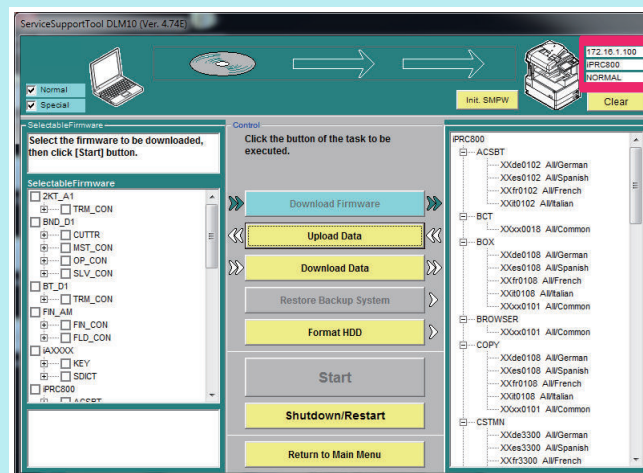 ServiceSupportTool DLM10 (Ver. 4.74E)
Normal
Special
Init. SMPW
172.16.1.100
iPRC800
NORMAL
Clear
SelectableFirmware
Select the firmware to be downloaded,
then click [Start] button.
SelectableFirmware
2KT_A1
TRM_CON
BND_D1
CUTTR
MST_CON
OP_CON
SLV_CON
BT_D1
TRM_CON
FIN_AM
FIN_CON
FLD_CON
iAXXXX
KEY
SDICT
iPRC800
ACSBT
Control
Click the button of the task to be
executed.
Download Firmware
Upload Data
Download Data
Restore Backup System
Format HDD
Start
Shutdown/Restart
Return to Main Menu
iPRC800
ACSBT
XXde0102 All/German
XXes0102 All/Spanish
XXfr0102 All/French
XXit0102 All/Italian
BCT
XXxx0018 All/Common
BOX
XXde0108 All/German
XXes0108 All/Spanish
XXfr0108 All/French
XXit0108 All/Italian
XXxx0108 All/Common
BROWSER
XXxx0101 All/Common
COPY
XXde0108 All/German
XXes0108 All/Spanish
XXfr0108 All/French
XXit0108 All/Italian
XXxx0101 All/Common
CSTMN
XXde3300 All/German
XXes3300 All/Spanish
XXfr3300 All/French